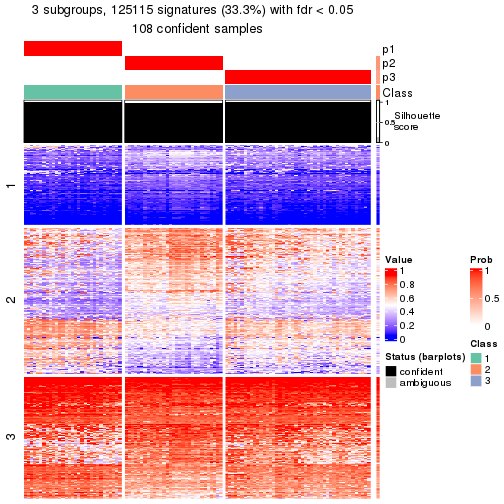 3 subgroups, 125115 signatures (33.3%) with fdr < 0.05
108 confident samples
p1
p2
p3
Class
1
0.5
0
Silhouette
score
1
2
3
Value
1
0.8
0.6
0.4
0.2
0
Prob
1
0.5
0
Status (barplots)
confident
ambiguous
Class
1
2
3